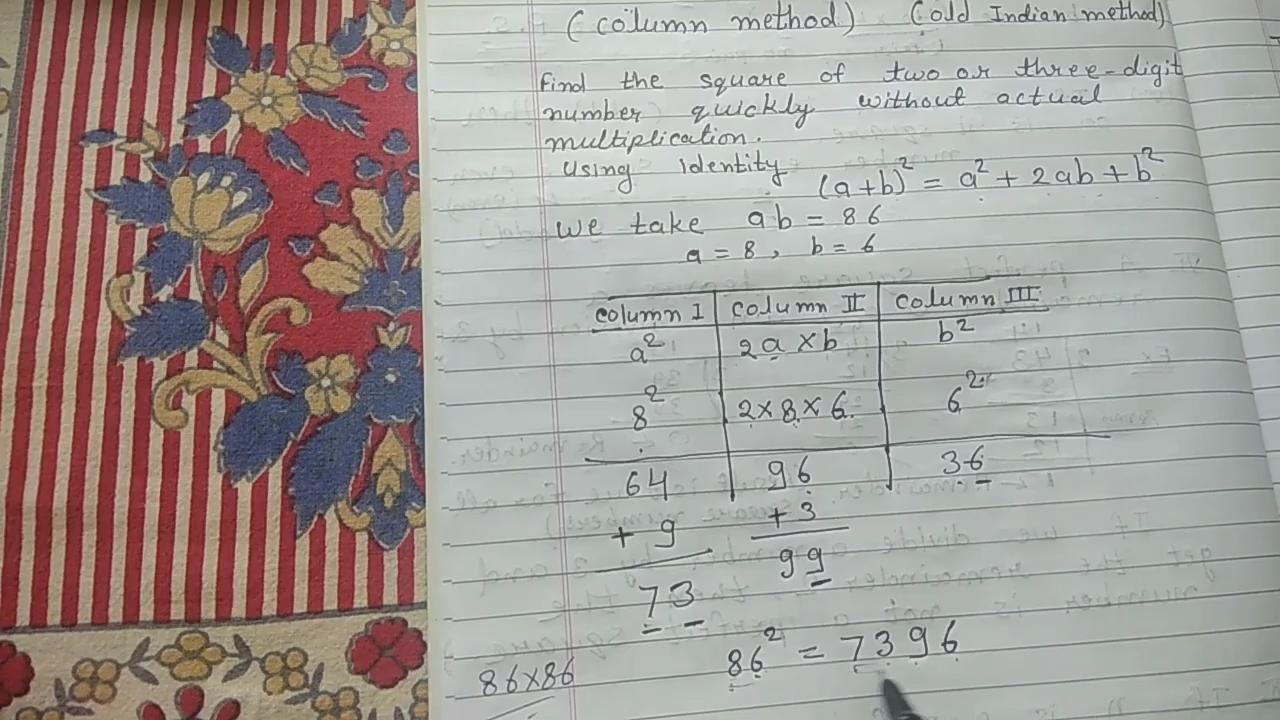 (column method) (old Indian method)
Find the square of two or three-digit
number quickly without actual
multiplication.
Using Identity (a+b)² = a² + 2ab + b²
We take ab = 86
a = 8, b = 6
column I column II column III
a² 2a×b b²
8² 2×8×6 6²
64 96 36
+ 9 + 3
99
73
86² = 7396
86×86